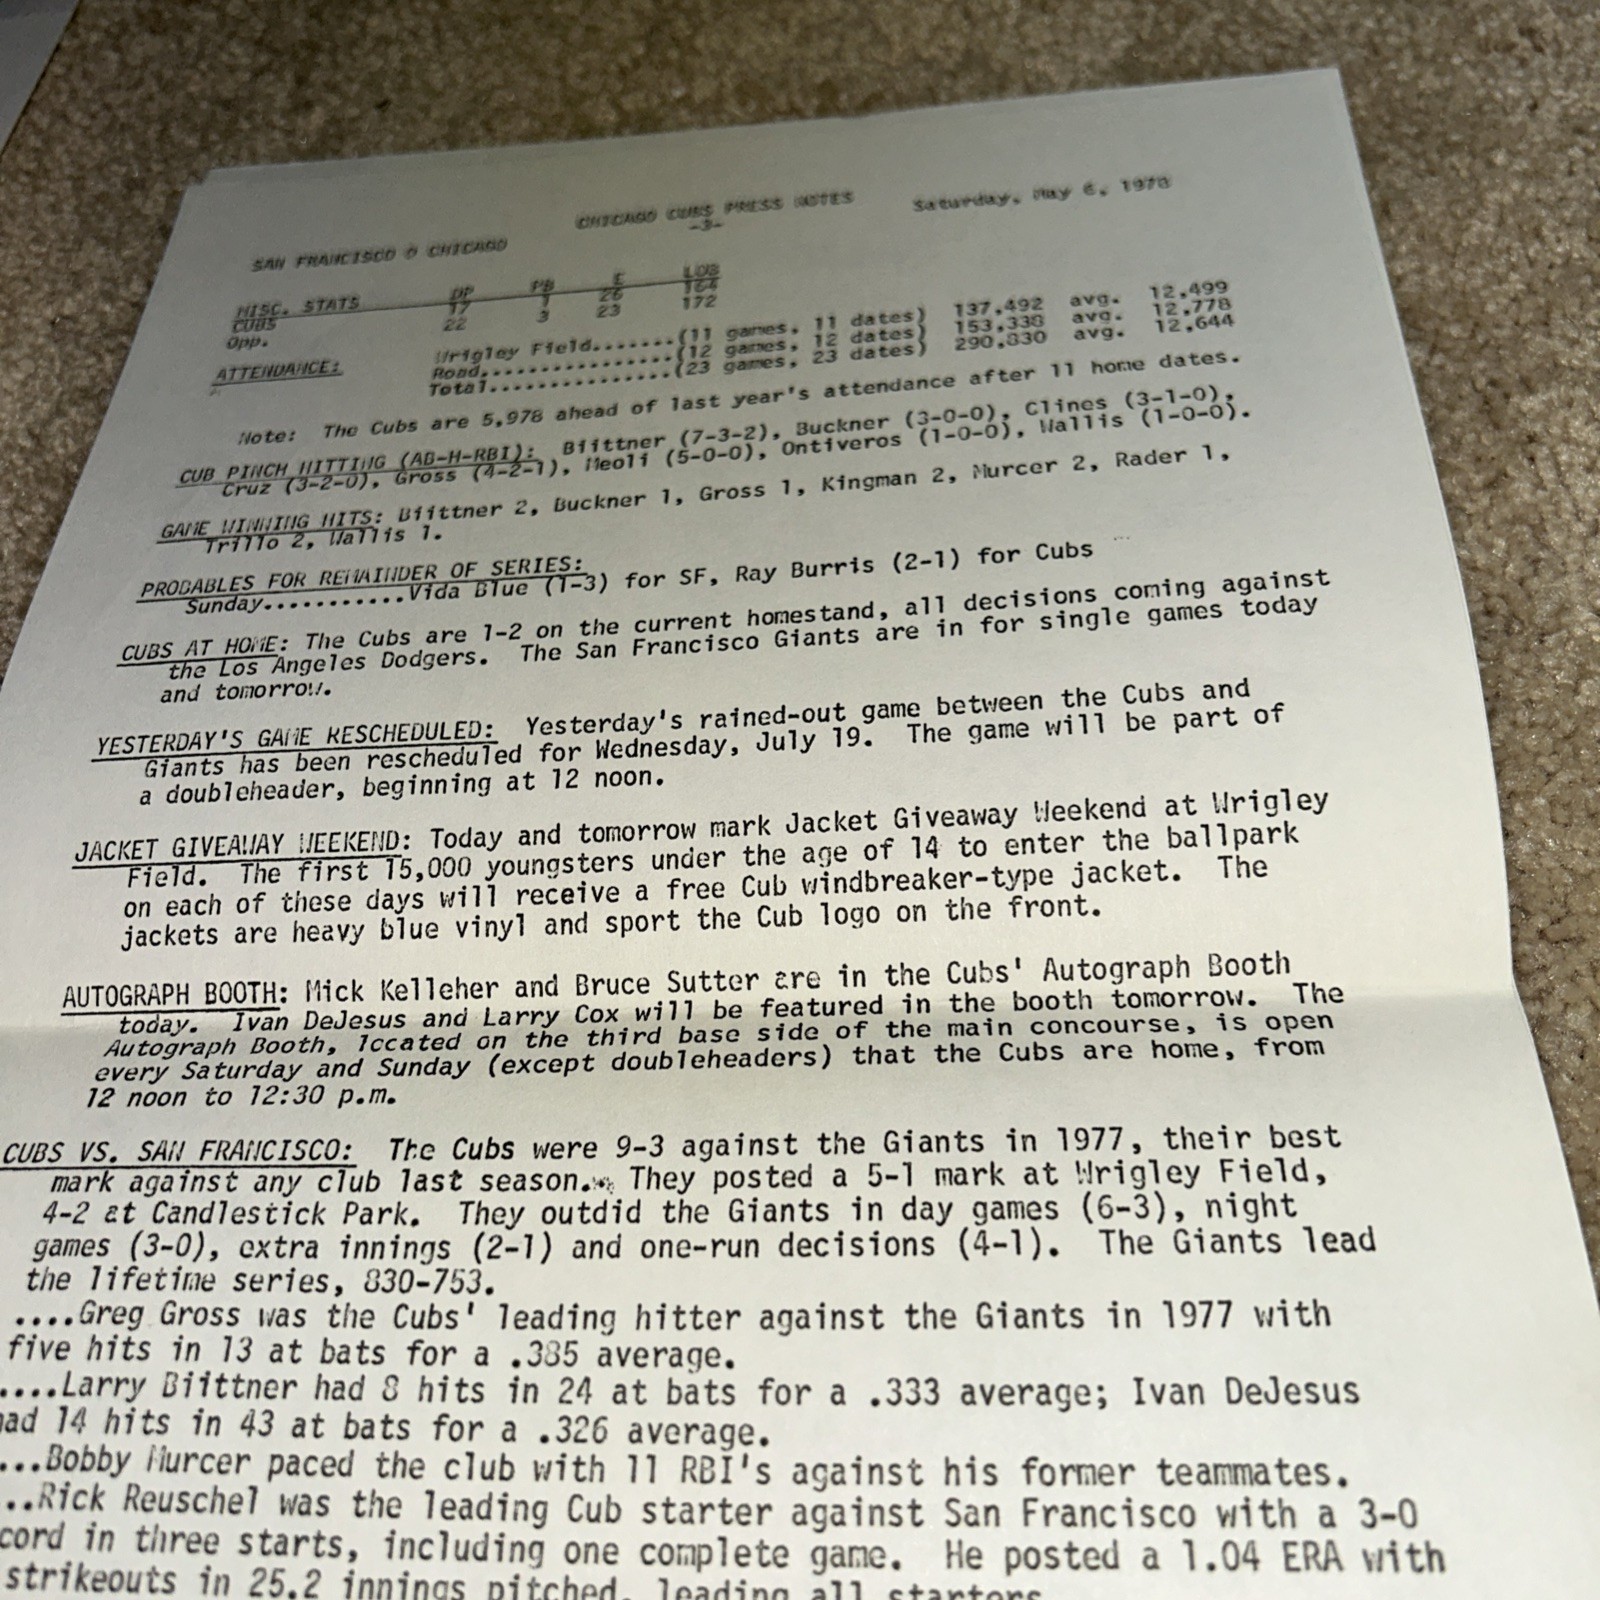 CHICAGO CUBS PRESS NOTES Saturday, May 6, 1978
-3-
SAN FRANCISCO @ CHICAGO
MISC. STATS DP PB E LOB
CUBS 17 1 26 164
Opp. 22 3 23 172
ATTENDANCE: Wrigley Field.......(11 games, 11 dates) 137,492 avg. 12,499
Road................(12 games, 12 dates) 153,338 avg. 12,778
Total...............(23 games, 23 dates) 290,830 avg. 12,644
Note: The Cubs are 5,978 ahead of last year's attendance after 11 home dates.
CUB PINCH HITTING (AB-H-RBI): Biittner (7-3-2), Buckner (3-0-0), Clines (3-1-0),
Cruz (3-2-0), Gross (4-2-1), Meoli (5-0-0), Ontiveros (1-0-0), Wallis (1-0-0).
GAME WINNING HITS: Biittner 2, Buckner 1, Gross 1, Kingman 2, Murcer 2, Rader 1,
Trillo 2, Wallis 1.
PROBABLES FOR REMAINDER OF SERIES:
Sunday...........Vida Blue (1-3) for SF, Ray Burris (2-1) for Cubs
CUBS AT HOME: The Cubs are 1-2 on the current homestand, all decisions coming against
the Los Angeles Dodgers. The San Francisco Giants are in for single games today
and tomorrow.
YESTERDAY'S GAME RESCHEDULED: Yesterday's rained-out game between the Cubs and
Giants has been rescheduled for Wednesday, July 19. The game will be part of
a doubleheader, beginning at 12 noon.
JACKET GIVEAWAY WEEKEND: Today and tomorrow mark Jacket Giveaway Weekend at Wrigley
Field. The first 15,000 youngsters under the age of 14 to enter the ballpark
on each of these days will receive a free Cub windbreaker-type jacket. The
jackets are heavy blue vinyl and sport the Cub logo on the front.
AUTOGRAPH BOOTH: Mick Kelleher and Bruce Sutter are in the Cubs' Autograph Booth
today. Ivan DeJesus and Larry Cox will be featured in the booth tomorrow. The
Autograph Booth, located on the third base side of the main concourse, is open
every Saturday and Sunday (except doubleheaders) that the Cubs are home, from
12 noon to 12:30 p.m.
CUBS VS. SAN FRANCISCO: The Cubs were 9-3 against the Giants in 1977, their best
mark against any club last season. They posted a 5-1 mark at Wrigley Field,
4-2 at Candlestick Park. They outdid the Giants in day games (6-3), night
games (3-0), extra innings (2-1) and one-run decisions (4-1). The Giants lead
the lifetime series, 830-753.
....Greg Gross was the Cubs' leading hitter against the Giants in 1977 with
five hits in 13 at bats for a .385 average.
....Larry Biittner had 8 hits in 24 at bats for a .333 average; Ivan DeJesus
had 14 hits in 43 at bats for a .326 average.
...Bobby Murcer paced the club with 11 RBI's against his former teammates.
..Rick Reuschel was the leading Cub starter against San Francisco with a 3-0
cord in three starts, including one complete game. He posted a 1.04 ERA with
strikeouts in 25.2 innings pitched, leading all starters